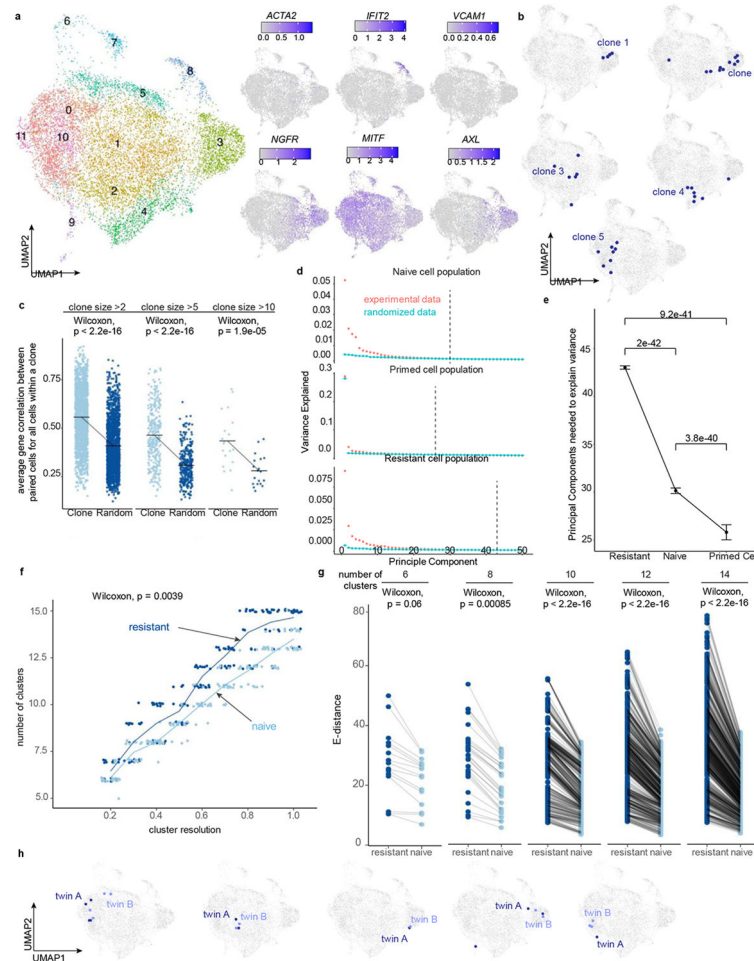 a
6
7
8
5
0
11
10
1
3
2
4
9
UMAP2
UMAP1
ACTA2
0 0.5 1.0
IFIT2
0 1 2 3 4
VCAM1
0 0.2 0.4 0.6
NGFR
0 1 2
MITF
0 1 2 3 4
AXL
0 0.5 1 1.5 2
b
clone 1
clone
clone 3
clone 4
clone 5
UMAP2
UMAP1
c
clone size >2 clone size >5 clone size >10
Wilcoxon, Wilcoxon, Wilcoxon,
p < 2.2e-16 p < 2.2e-16 p = 1.9e-05
average gene correlation between
paired cells for all cells within a clone
0.75
0.50
0.25
Clone Random Clone Random Clone Random
d
Naive cell population
0.05
0.04
0.03
0.02
0.01
0.00
experimental data
randomized data
Primed cell population
0.3
0.2
0.1
0.0
Variance Explained
Resistant cell population
0.075
0.050
0.025
0.000
0 10 20 30 40 50
Principle Component
e
9.2e-41
2e-42
3.8e-40
Principal Components needed to explain variance
45
40
35
30
25
Resistant Naive Primed Ce
f
Wilcoxon, p = 0.0039
resistant
naive
number of clusters
15.0
12.5
10.0
7.5
5.0
0.2 0.4 0.6 0.8 1.0
cluster resolution
g
number of
clusters
6 8 10 12 14
Wilcoxon, Wilcoxon, Wilcoxon, Wilcoxon, Wilcoxon,
p = 0.06 p = 0.00085 p < 2.2e-16 p < 2.2e-16 p < 2.2e-16
E-distance
80
60
40
20
0
resistant naive resistant naive resistant naive resistant naive resistant naive
h
twin A
twin B
twin A
twin B
twin B
twin A
twin A
twin B
twin B
twin A
UMAP2
UMAP1